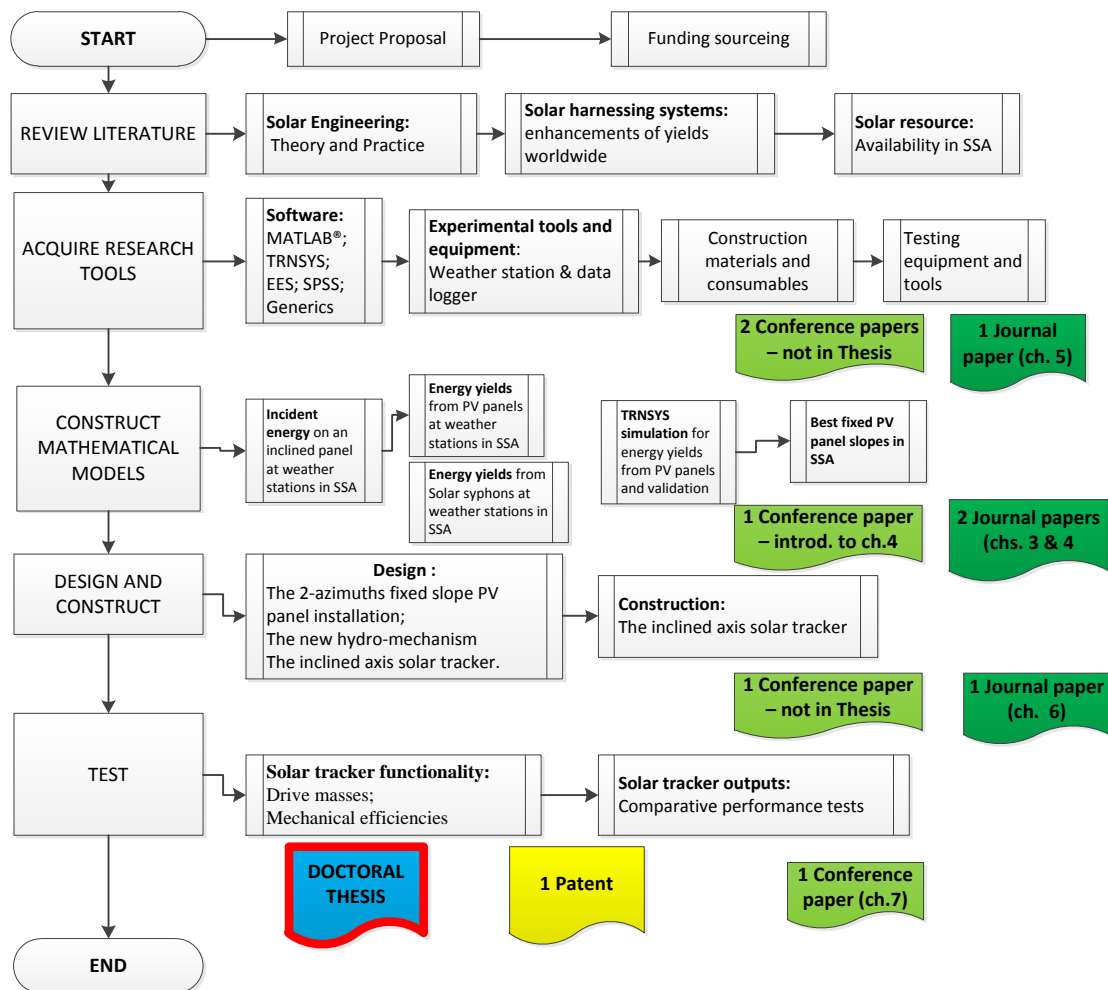 START
Project Proposal
Funding sourceing
REVIEW LITERATURE
Solar Engineering:
Theory and Practice
Solar harnessing systems:
enhancements of yields
worldwide
Solar resource:
Availability in SSA
ACQUIRE RESEARCH
TOOLS
Software:
MATLAB®;
TRNSYS;
EES; SPSS;
Generics
Experimental tools and
equipment:
Weather station & data
logger
Construction
materials and
consumables
Testing
equipment and
tools
2 Conference papers
– not in Thesis
1 Journal
paper (ch. 5)
CONSTRUCT
MATHEMATICAL
MODELS
Incident
energy on an
inclined panel
at weather
stations in SSA
Energy yields
from PV panels
at weather
stations in SSA
Energy yields from
Solar syphons at
weather stations in
SSA
TRNSYS
simulation for
energy yields
from PV panels
and validation
Best fixed PV
panel slopes in
SSA
1 Conference paper
– introd. to ch.4
2 Journal papers
(chs. 3 & 4
DESIGN AND
CONSTRUCT
Design :
The 2-azimuths fixed slope PV
panel installation;
The new hydro-mechanism
The inclined axis solar tracker.
Construction:
The inclined axis solar tracker
1 Conference paper
– not in Thesis
1 Journal paper
(ch. 6)
TEST
Solar tracker functionality:
Drive masses;
Mechanical efficiencies
Solar tracker outputs:
Comparative performance tests
DOCTORAL
THESIS
1 Patent
1 Conference
paper (ch.7)
END